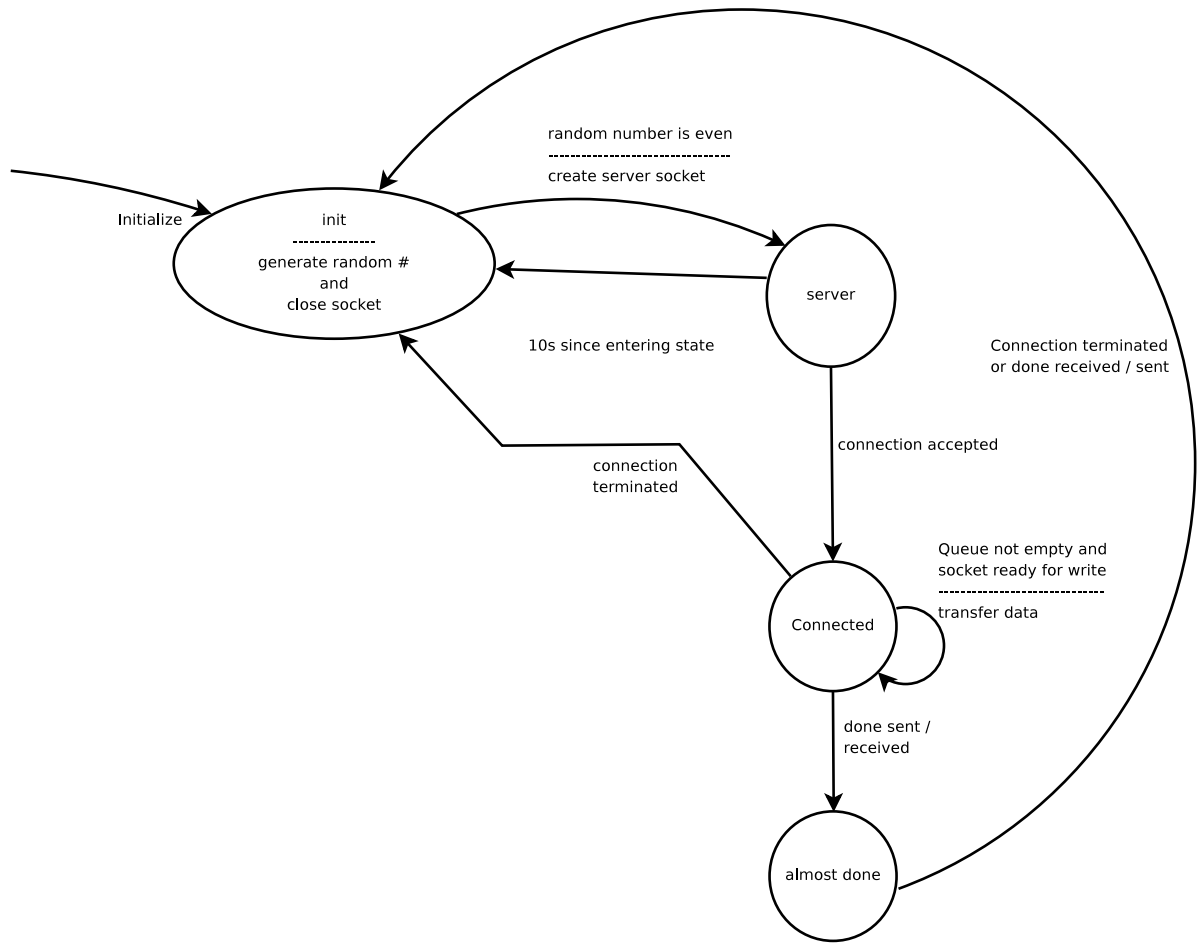 random number is even
create server socket
Initialize
init
generate random #
and
close socket
server
10s since entering state
Connection terminated
or done received / sent
connection accepted
connection
terminated
Queue not empty and
socket ready for write
transfer data
Connected
done sent /
received
almost done